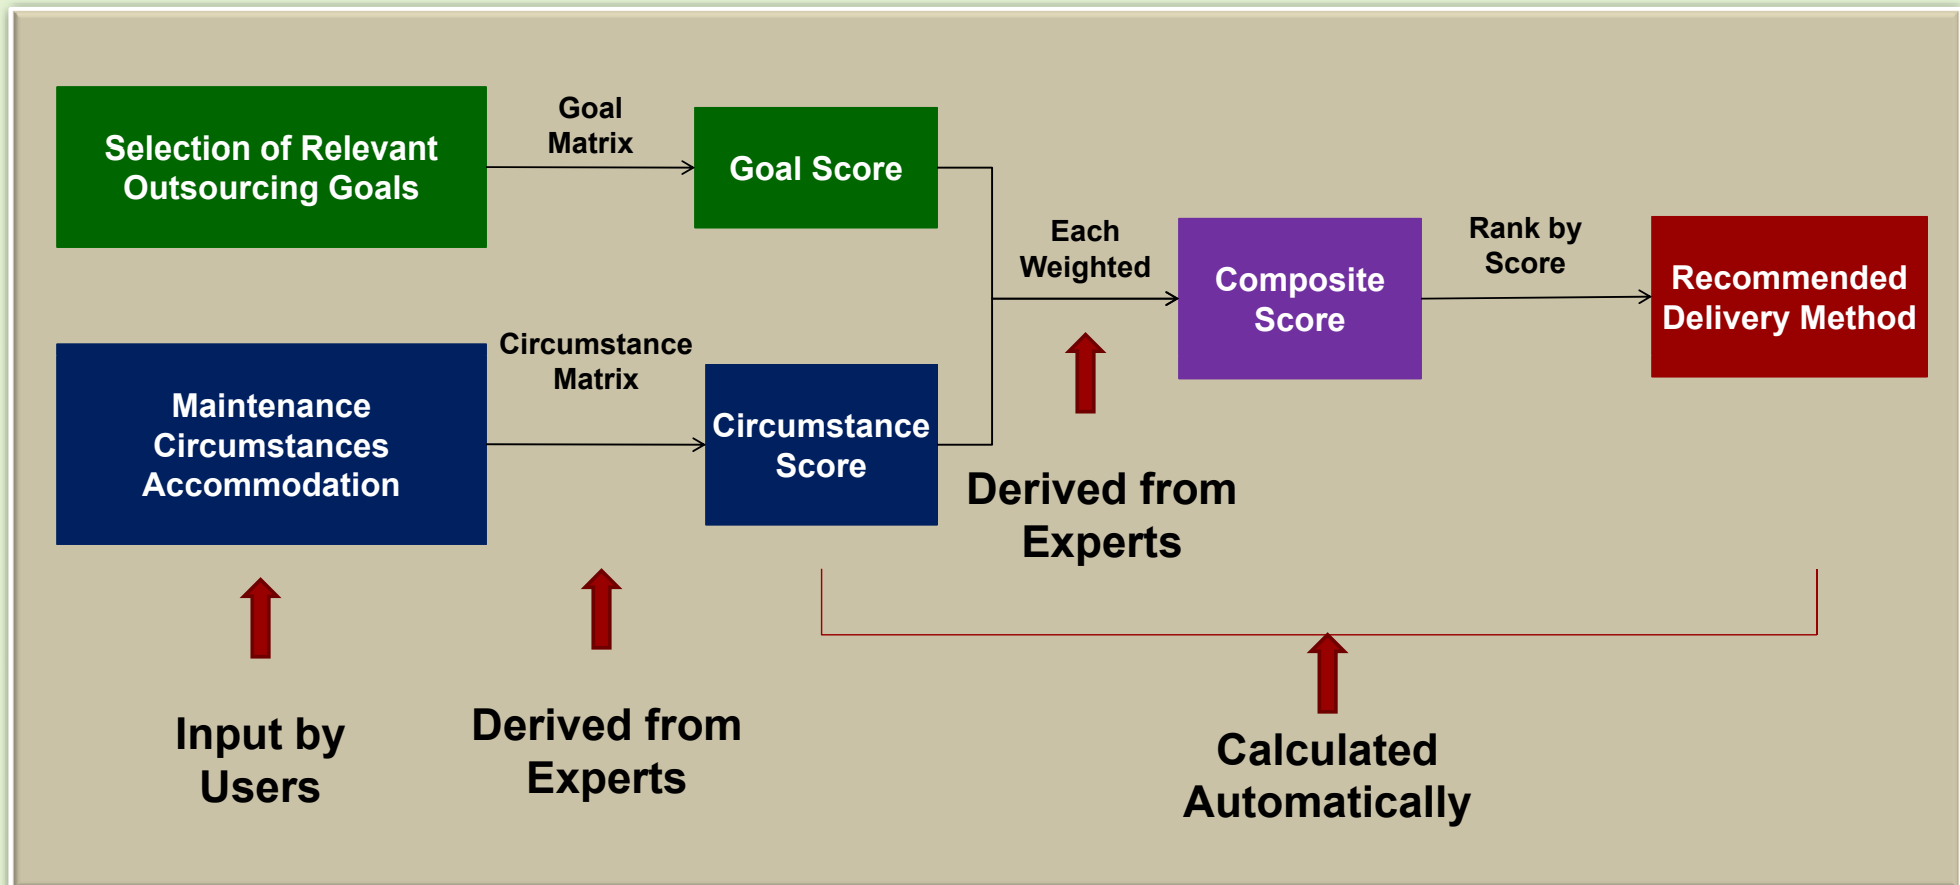 Selection of Relevant
Outsourcing Goals
Goal
Matrix
Goal Score
Maintenance
Circumstances
Accommodation
Circumstance
Matrix
Circumstance
Score
Each
Weighted
Composite
Score
Rank by
Score
Recommended
Delivery Method
Input by
Users
Derived from
Experts
Derived from
Experts
Calculated
Automatically